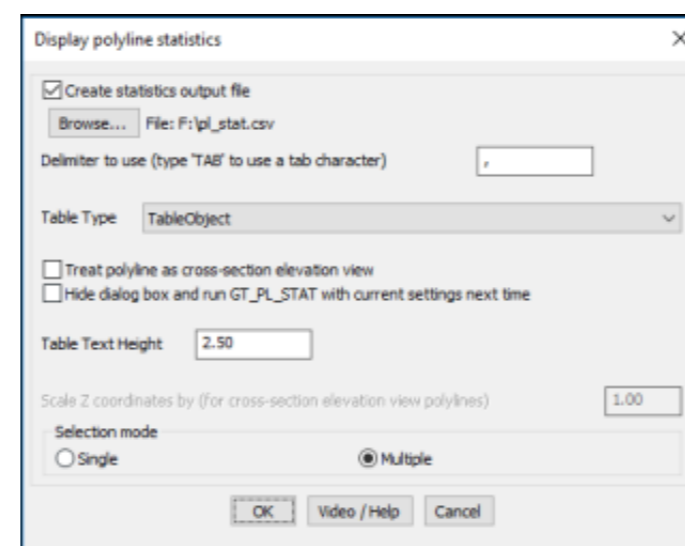 Display polyline statistics
Create statistics output file
Browse... File: F:\pl_stat.csv
Delimiter to use (type 'TAB' to use a tab character) ,
Table Type TableObject
Treat polyline as cross-section elevation view
Hide dialog box and run GT_PL_STAT with current settings next time
Table Text Height 2.50
Scale Z coordinates by (for cross-section elevation view polylines) 1.00
Selection mode
Single Multiple
OK Video / Help Cancel